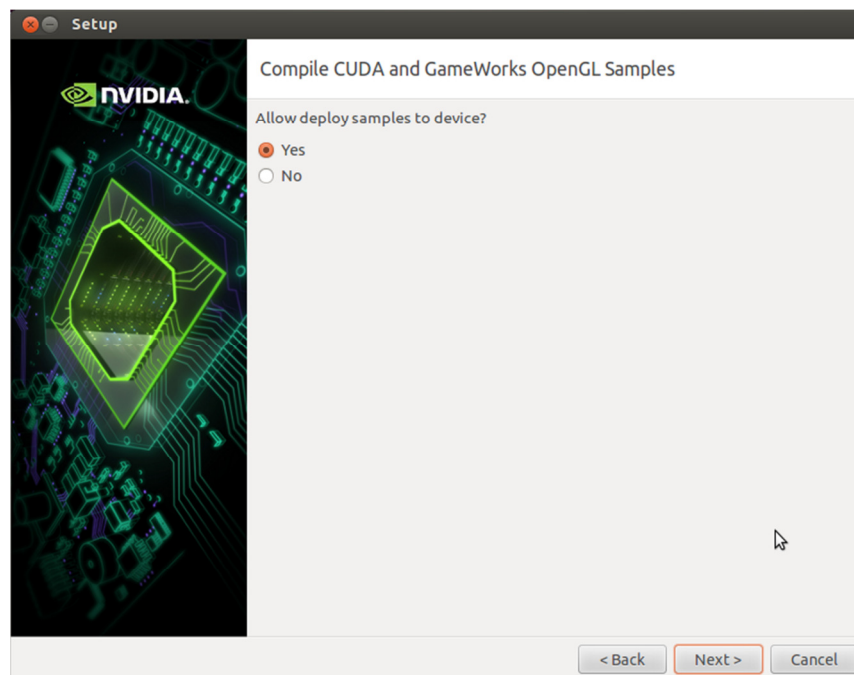 Setup
NVIDIA.
Compile CUDA and GameWorks OpenGL Samples
Allow deploy samples to device?
Yes
No
< Back
Next >
Cancel